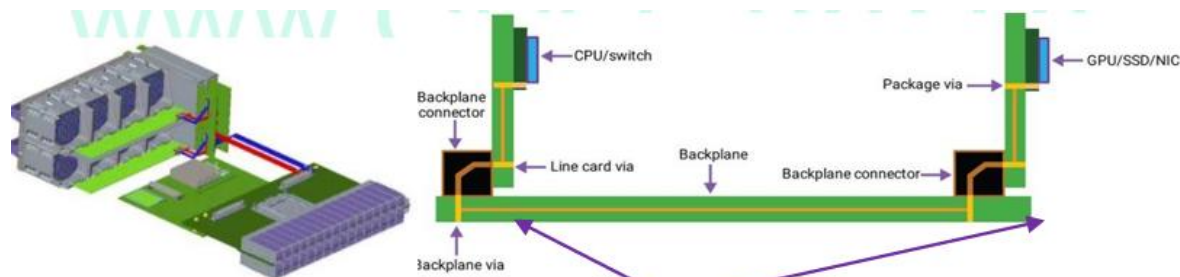 CPU/switch
GPU/SSD/NIC
Package via
Backplane
connector
Line card via
Backplane
Backplane connector
Backplane via